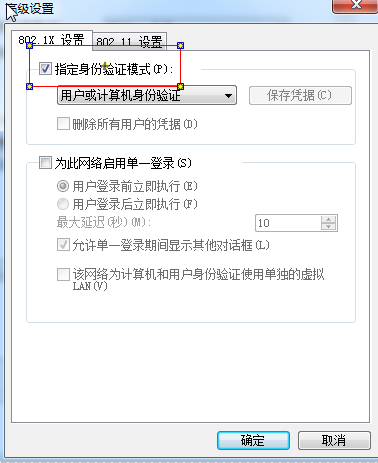 高级设置
802.1X 设置
802.11 设置
指定身份验证模式(P):
用户或计算机身份验证
保存凭据(C)
删除所有用户的凭据(D)
为此网络启用单一登录(S)
用户登录前立即执行(E)
用户登录后立即执行(F)
最大延迟(秒)(M):
10
允许单一登录期间显示其他对话框(L)
该网络为计算机和用户身份验证使用单独的虚拟
LAN(V)
确定
取消